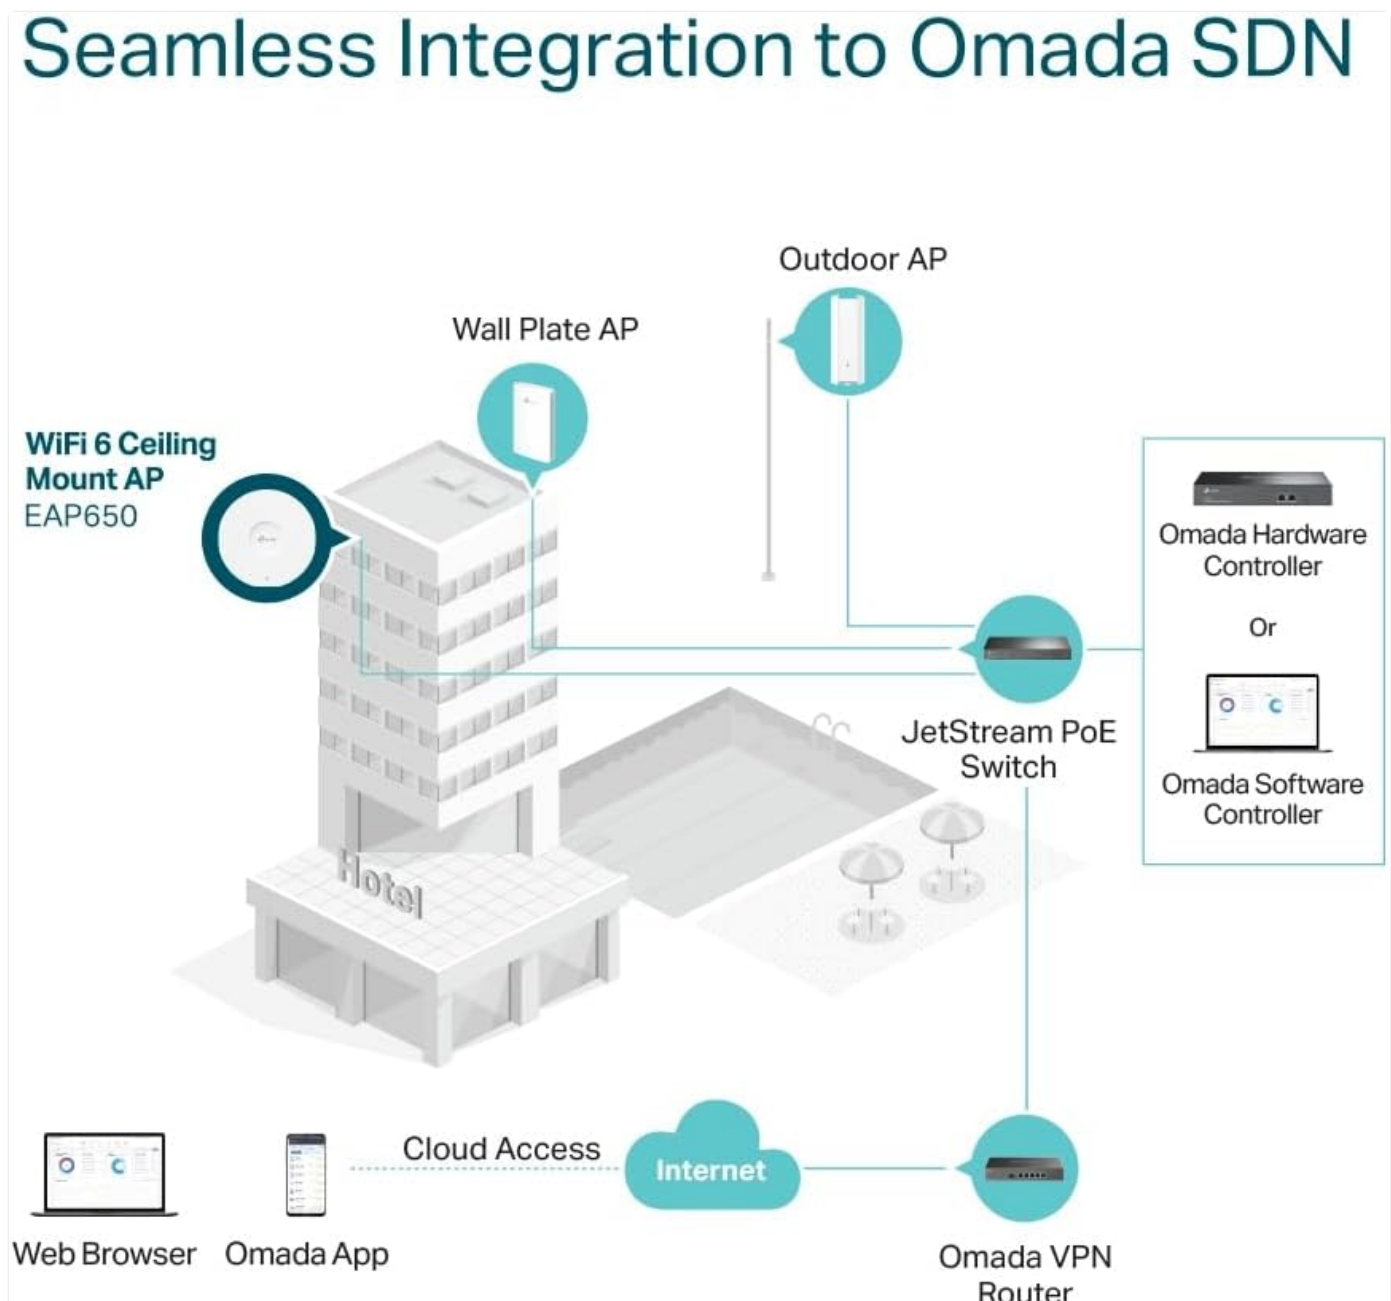 Seamless Integration to Omada SDN
Outdoor AP
Wall Plate AP
WiFi 6 Ceiling
Mount AP
EAP650
Omada Hardware
Controller
Or
Omada Software
Controller
JetStream PoE
Switch
Hotel
Cloud Access
Internet
Web Browser
Omada App
Omada VPN
Router